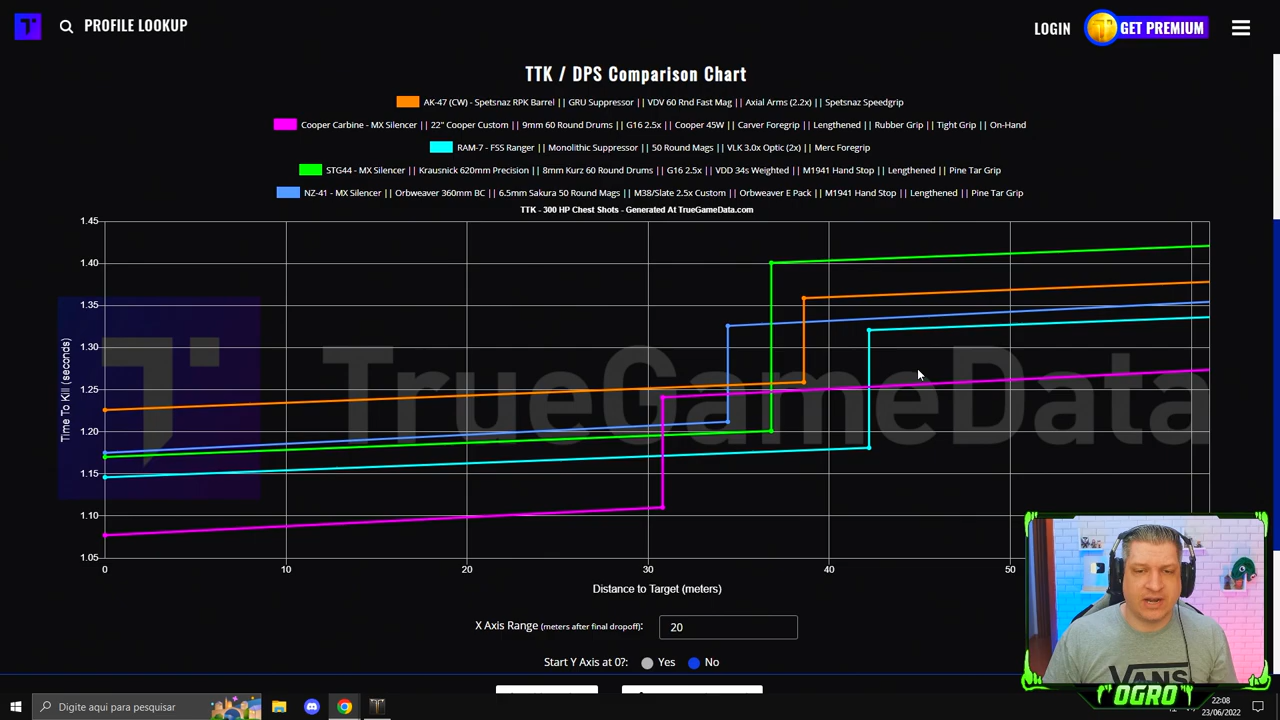 PROFILE LOOKUP
LOGIN
GET PREMIUM
TTK / DPS Comparison Chart
AK-47 (CW) - Spetsnaz RPK Barrel || GRU Suppressor || VDV 60 Rnd Fast Mag || Axial Arms (2.2x) || Spetsnaz Speedgrip
Cooper Carbine - MX Silencer || 22" Cooper Custom || 9mm 60 Round Drums || G16 2.5x || Cooper 45W || Carver Foregrip || Lengthened || Rubber Grip || Tight Grip || On-Hand
RAM-7 - FSS Ranger || Monolithic Suppressor || 50 Round Mags || VLK 3.0x Optic (2x) || Merc Foregrip
STG44 - MX Silencer || Krausnick 620mm Precision || 8mm Kurz 60 Round Drums || G16 2.5x || VDD 34s Weighted || M1941 Hand Stop || Lengthened || Pine Tar Grip
NZ-41 - MX Silencer || Orbweaver 360mm BC || 6.5mm Sakura 50 Round Mags || M38/Slate 2.5x Custom || Orbweaver E Pack || M1941 Hand Stop || Lengthened || Pine Tar Grip
TTK - 300 HP Chest Shots - Generated At TrueGameData.com
1.45
1.40
1.35
1.30
1.25
1.20
1.15
1.10
1.05
Time To Kill (seconds)
TrueGameData
0 10 20 30 40 50
Distance to Target (meters)
X Axis Range (meters after final dropoff): 20
Start Y Axis at 0?: Yes No
VANS
OGRO
Digite aqui para pesquisar
22:08
23/06/2022